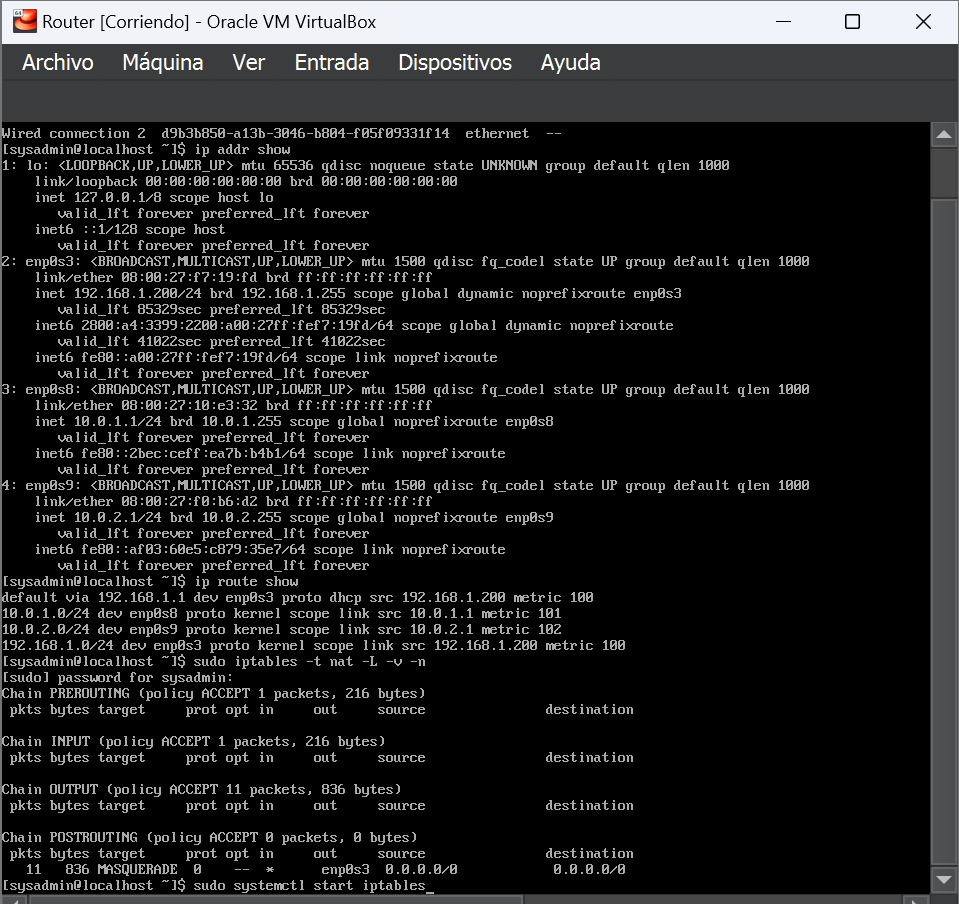 64
Router [Corriendo] - Oracle VM VirtualBox
Archivo Máquina Ver Entrada Dispositivos Ayuda
Wired connection 2  d9b3b850-a13b-3046-b804-f05f09331f14  ethernet  --
[sysadmin@localhost ~]$ ip addr show
1: lo: <LOOPBACK,UP,LOWER_UP> mtu 65536 qdisc noqueue state UNKNOWN group default qlen 1000
    link/loopback 00:00:00:00:00:00 brd 00:00:00:00:00:00
    inet 127.0.0.1/8 scope host lo
       valid_lft forever preferred_lft forever
    inet6 ::1/128 scope host
       valid_lft forever preferred_lft forever
2: enp0s3: <BROADCAST,MULTICAST,UP,LOWER_UP> mtu 1500 qdisc fq_codel state UP group default qlen 1000
    link/ether 08:00:27:f7:19:fd brd ff:ff:ff:ff:ff:ff
    inet 192.168.1.200/24 brd 192.168.1.255 scope global dynamic noprefixroute enp0s3
       valid_lft 85329sec preferred_lft 85329sec
    inet6 2800:a4:3399:2200:a00:27ff:fef7:19fd/64 scope global dynamic noprefixroute
       valid_lft 41022sec preferred_lft 41022sec
    inet6 fe80::a00:27ff:fef7:19fd/64 scope link noprefixroute
       valid_lft forever preferred_lft forever
3: enp0s8: <BROADCAST,MULTICAST,UP,LOWER_UP> mtu 1500 qdisc fq_codel state UP group default qlen 1000
    link/ether 08:00:27:10:e3:32 brd ff:ff:ff:ff:ff:ff
    inet 10.0.1.1/24 brd 10.0.1.255 scope global noprefixroute enp0s8
       valid_lft forever preferred_lft forever
    inet6 fe80::2bec:ceff:ea7b:b4b1/64 scope link noprefixroute
       valid_lft forever preferred_lft forever
4: enp0s9: <BROADCAST,MULTICAST,UP,LOWER_UP> mtu 1500 qdisc fq_codel state UP group default qlen 1000
    link/ether 08:00:27:f0:b6:d2 brd ff:ff:ff:ff:ff:ff
    inet 10.0.2.1/24 brd 10.0.2.255 scope global noprefixroute enp0s9
       valid_lft forever preferred_lft forever
    inet6 fe80::af03:60e5:c879:35e7/64 scope link noprefixroute
       valid_lft forever preferred_lft forever
[sysadmin@localhost ~]$ ip route show
default via 192.168.1.1 dev enp0s3 proto dhcp src 192.168.1.200 metric 100
10.0.1.0/24 dev enp0s8 proto kernel scope link src 10.0.1.1 metric 101
10.0.2.0/24 dev enp0s9 proto kernel scope link src 10.0.2.1 metric 102
192.168.1.0/24 dev enp0s3 proto kernel scope link src 192.168.1.200 metric 100
[sysadmin@localhost ~]$ sudo iptables -t nat -L -v -n
[sudo] password for sysadmin:
Chain PREROUTING (policy ACCEPT 1 packets, 216 bytes)
 pkts bytes target     prot opt in     out     source               destination
Chain INPUT (policy ACCEPT 1 packets, 216 bytes)
 pkts bytes target     prot opt in     out     source               destination
Chain OUTPUT (policy ACCEPT 11 packets, 836 bytes)
 pkts bytes target     prot opt in     out     source               destination
Chain POSTROUTING (policy ACCEPT 0 packets, 0 bytes)
 pkts bytes target     prot opt in     out     source               destination
   11   836 MASQUERADE  0    --  *      enp0s3  0.0.0.0/0            0.0.0.0/0
[sysadmin@localhost ~]$ sudo systemctl start iptables_